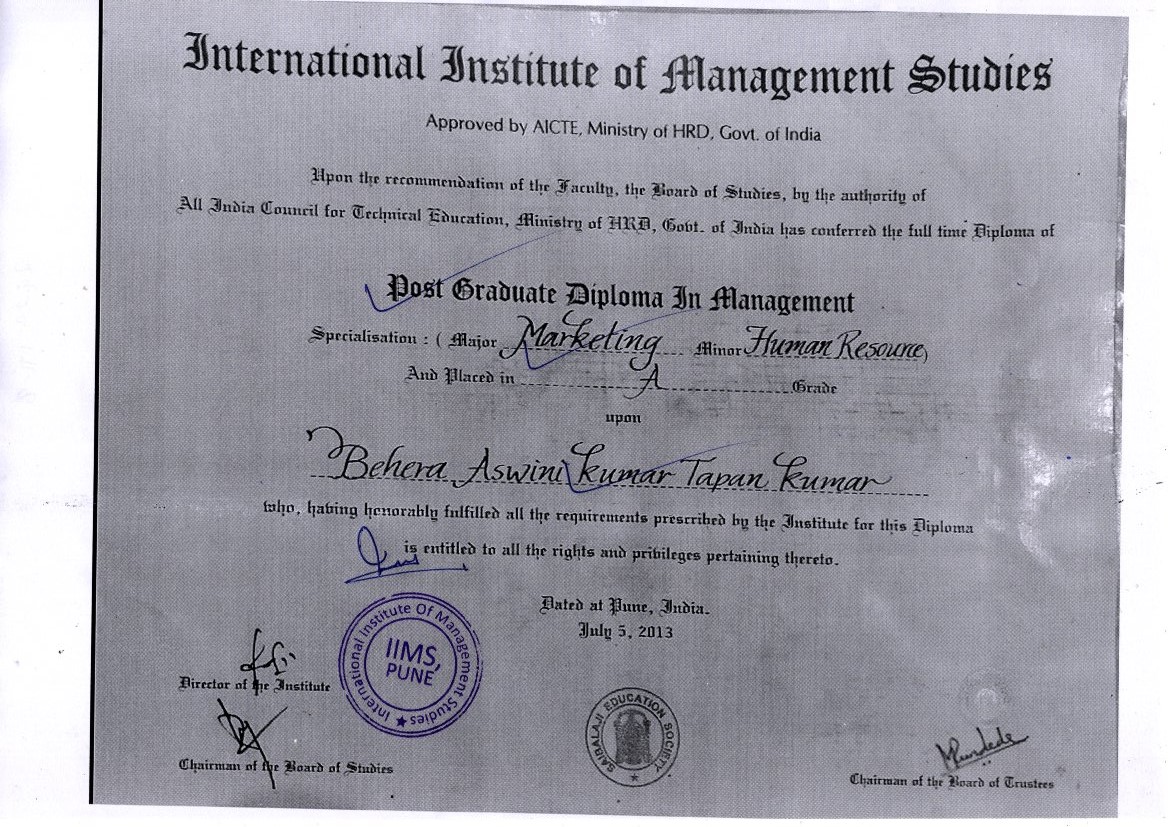 International Institute of Management Studies
Approved by AICTE, Ministry of HRD, Govt. of India
Upon the recommendation of the Faculty, the Board of Studies, by the authority of
All India Council for Technical Education, Ministry of HRD, Govt. of India has conferred the full time Diploma of
Post Graduate Diploma In Management
Specialisation : ( Major Marketing Minor Human Resource)
And Placed in A Grade
upon
Behera Aswini kumar Tapan kumar
who, having honorably fulfilled all the requirements prescribed by the Institute for this Diploma
is entitled to all the rights and privileges pertaining thereto.
Dated at Pune, India.
July 5, 2013
International Institute Of Management Studies
IIMS,
PUNE
Director of the Institute
SAIBALAJI EDUCATION SOCIETY
Chairman of the Board of Studies
Chairman of the Board of Trustees